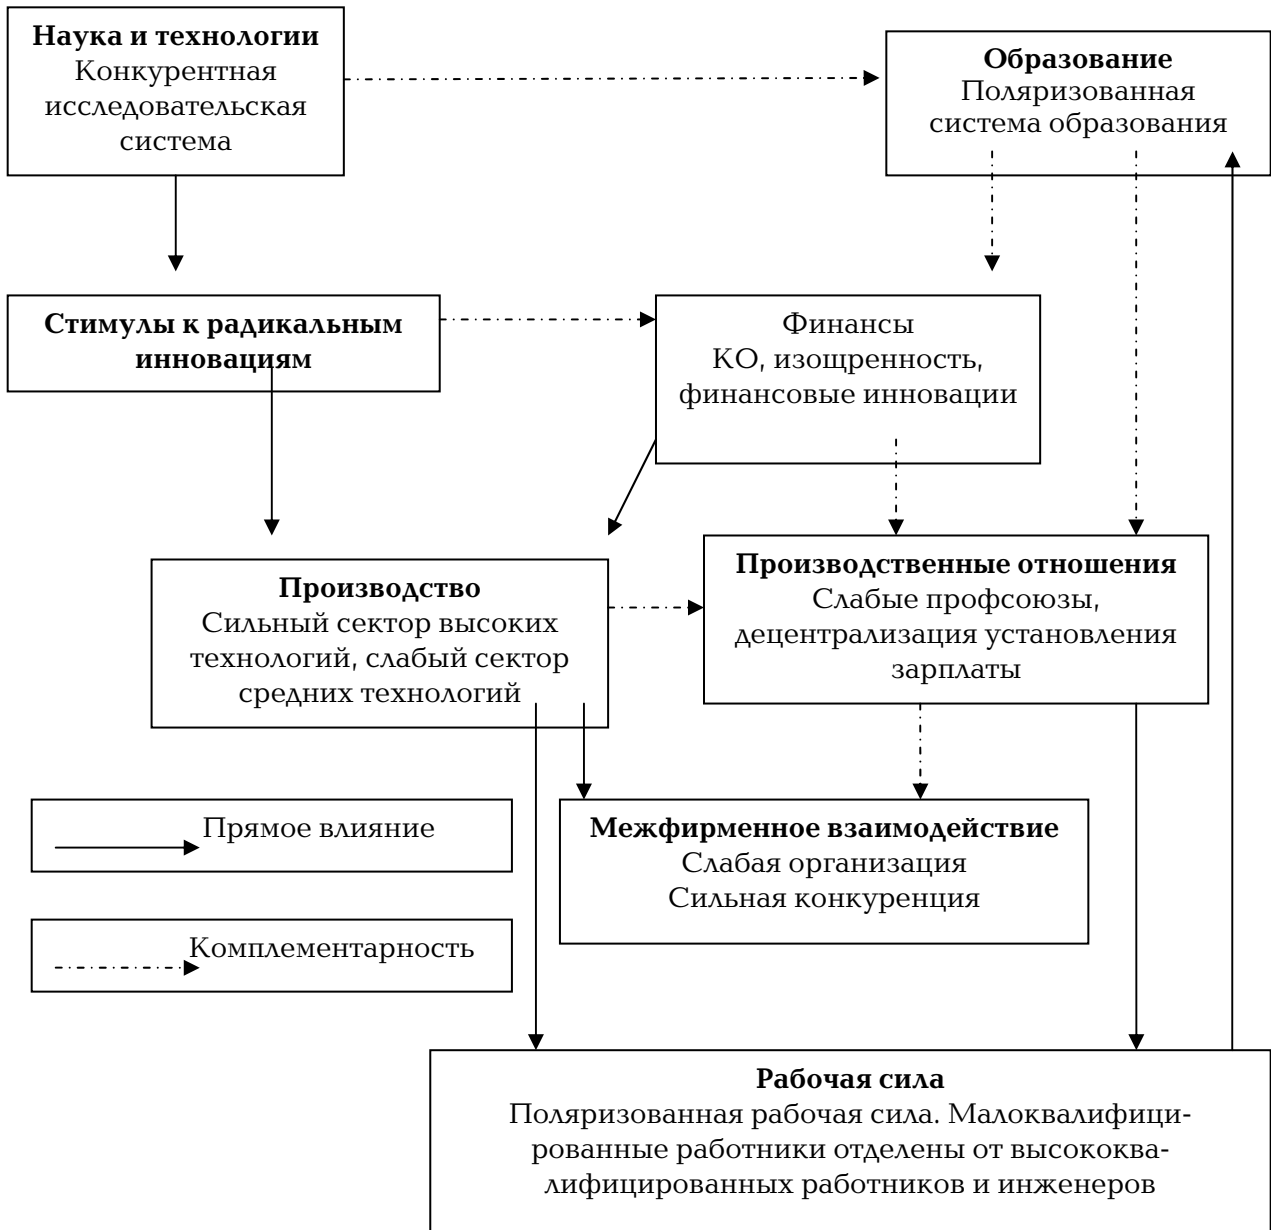 Наука и технологии
Конкурентная
исследовательская
система
Образование
Поляризованная
система образования
Стимулы к радикальным
инновациям
Финансы
КО, изощренность,
финансовые инновации
Производство
Сильный сектор высоких
технологий, слабый сектор
средних технологий
Производственные отношения
Слабые профсоюзы,
децентрализация установления
зарплаты
Прямое влияние
Межфирменное взаимодействие
Слабая организация
Сильная конкуренция
Комплементарность
Рабочая сила
Поляризованная рабочая сила. Малоквалифици-
рованные работники отделены от высококва-
лифицированных работников и инженеров